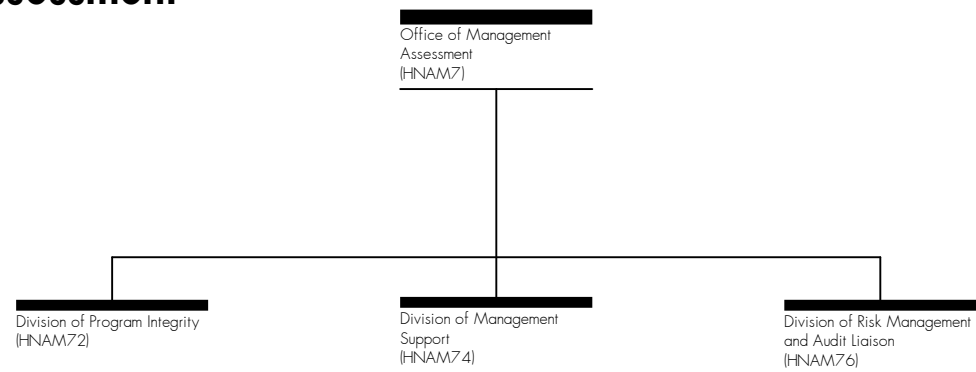 Office of Management
Assessment
(HNAM7)
Division of Program Integrity
(HNAM72)
Division of Management
Support
(HNAM74)
Division of Risk Management
and Audit Liaison
(HNAM76)